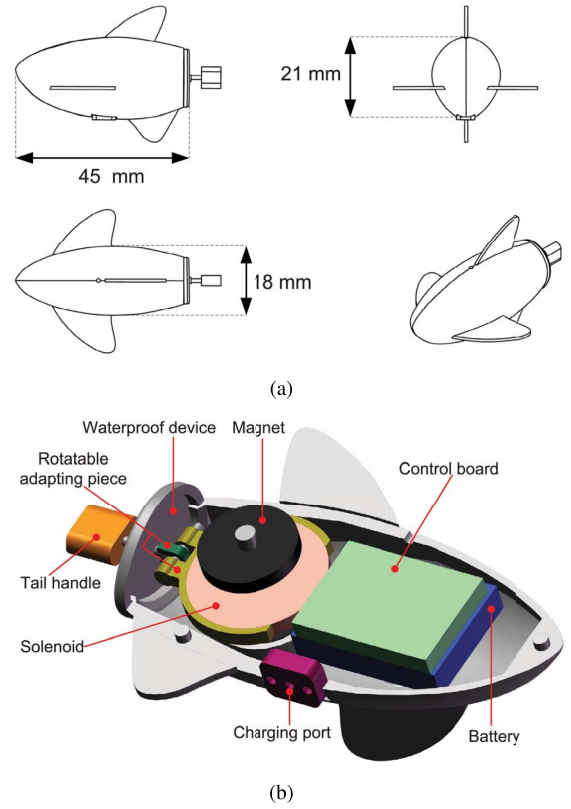 21 mm
45 mm
18 mm
(a)
Waterproof device
Magnet
Rotatable
adapting piece
Control board
Tail handle
Solenoid
Charging port
Battery
(b)